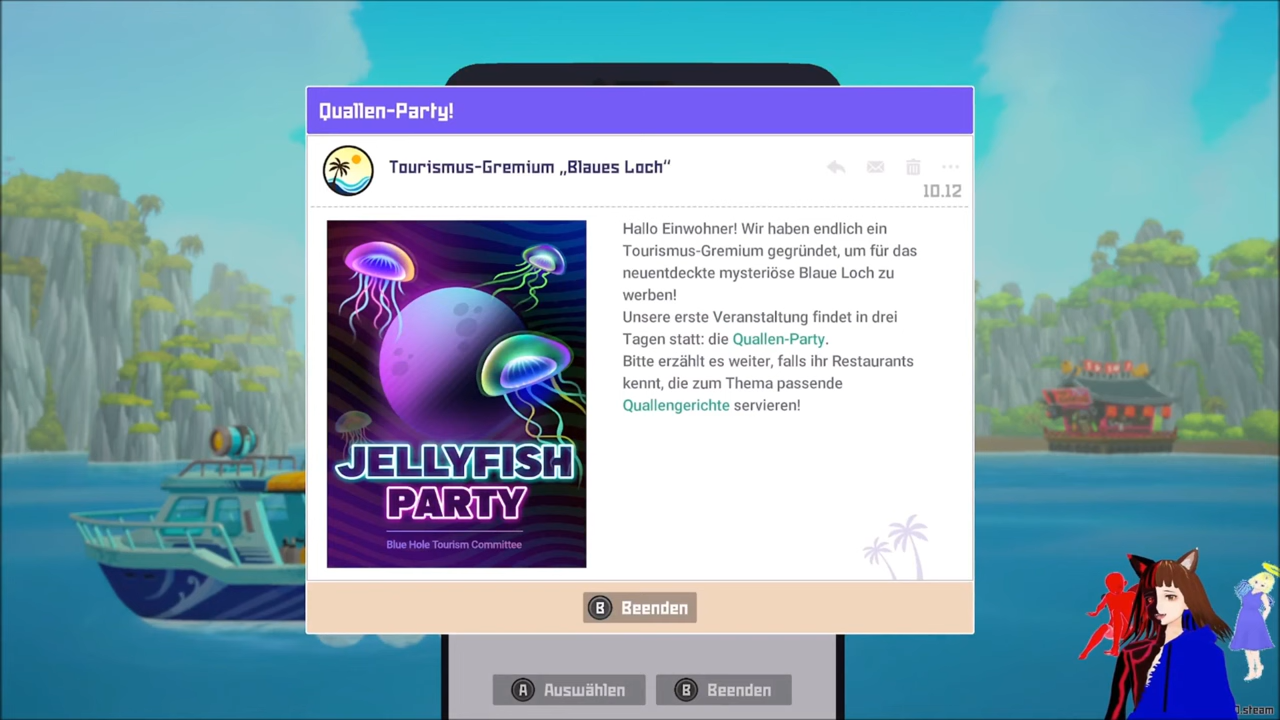 Quallen-Party!
Tourismus-Gremium „Blaues Loch“
10.12
Hallo Einwohner! Wir haben endlich ein
Tourismus-Gremium gegründet, um für das
neuentdeckte mysteriöse Blaue Loch zu
werben!
Unsere erste Veranstaltung findet in drei
Tagen statt: die Quallen-Party.
Bitte erzählt es weiter, falls ihr Restaurants
kennt, die zum Thema passende
Quallengerichte servieren!
JELLYFISH
PARTY
Blue Hole Tourism Committee
B Beenden
A Auswählen
B Beenden